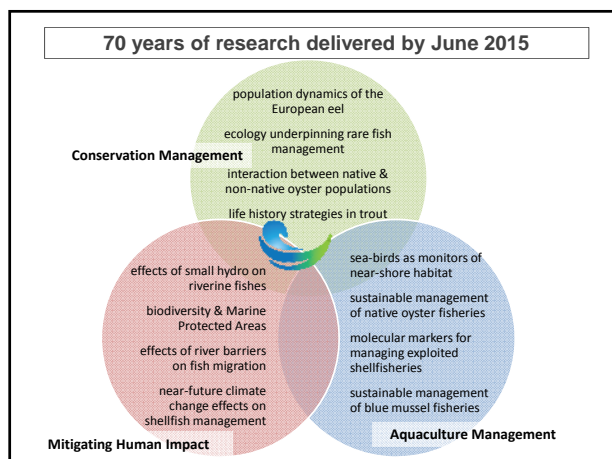 70 years of research delivered by June 2015
population dynamics of the
European eel
ecology underpinning rare fish
management
Conservation Management
interaction between native &
non-native oyster populations
life history strategies in trout
effects of small hydro on
riverine fishes
biodiversity & Marine
Protected Areas
effects of river barriers
on fish migration
near-future climate
change effects on
shellfish management
Mitigating Human Impact
sea-birds as monitors of
near-shore habitat
sustainable management
of native oyster fisheries
molecular markers for
managing exploited
shellfisheries
sustainable management
of blue mussel fisheries
Aquaculture Management